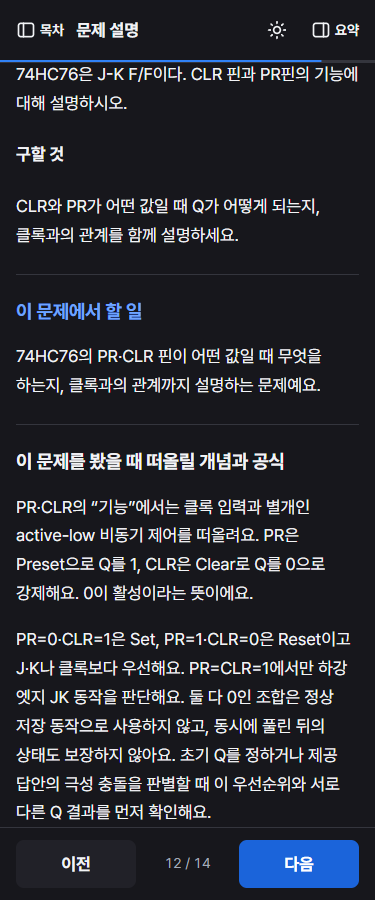 목차 문제 설명 요약
74HC76은 J-K F/F이다. CLR 핀과 PR핀의 기능에
대해 설명하시오.
구할 것
CLR와 PR가 어떤 값일 때 Q가 어떻게 되는지,
클록과의 관계를 함께 설명하세요.
이 문제에서 할 일
74HC76의 PR·CLR 핀이 어떤 값일 때 무엇을
하는지, 클록과의 관계까지 설명하는 문제예요.
이 문제를 봤을 때 떠올릴 개념과 공식
PR·CLR의 “기능”에서는 클록 입력과 별개인
active-low 비동기 제어를 떠올려요. PR은
Preset으로 Q를 1, CLR은 Clear로 Q를 0으로
강제해요. 0이 활성이라는 뜻이에요.
PR=0·CLR=1은 Set, PR=1·CLR=0은 Reset이고
J·K나 클록보다 우선해요. PR=CLR=1에서만 하강
엣지 JK 동작을 판단해요. 둘 다 0인 조합은 정상
저장 동작으로 사용하지 않고, 동시에 풀린 뒤의
상태도 보장하지 않아요. 초기 Q를 정하거나 제공
답안의 극성 충돌을 판별할 때 이 우선순위와 서로
다른 Q 결과를 먼저 확인해요.
이전 12 / 14 다음